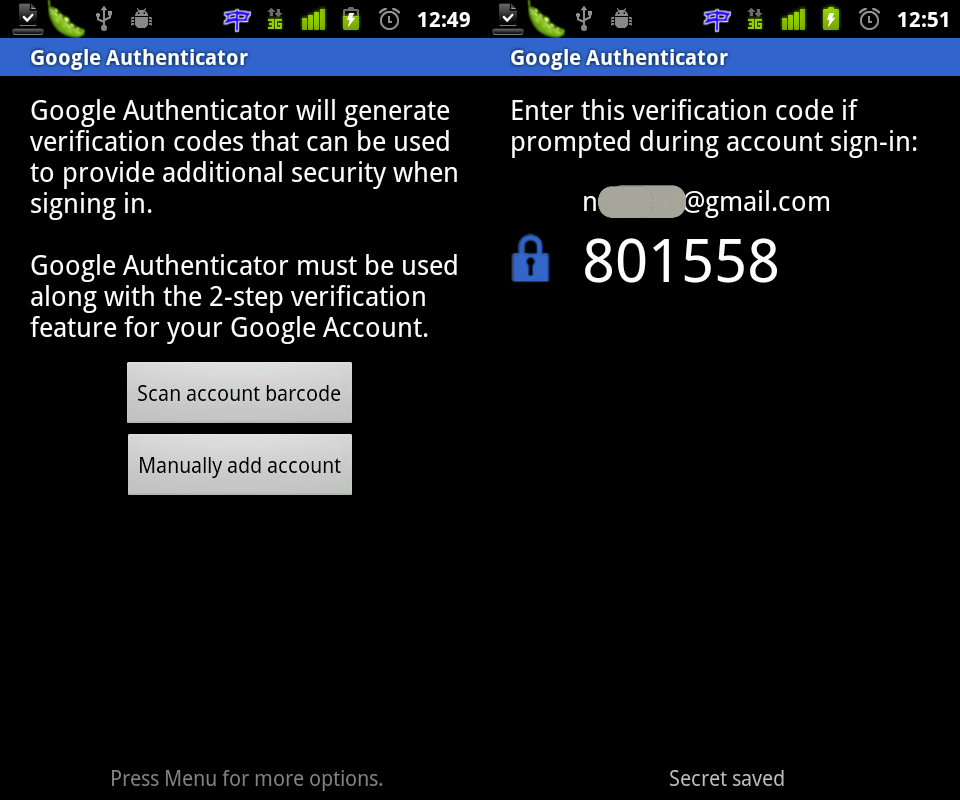 中 3G 12:49
Google Authenticator
Google Authenticator will generate
verification codes that can be used
to provide additional security when
signing in.
Google Authenticator must be used
along with the 2-step verification
feature for your Google Account.
Scan account barcode
Manually add account
Press Menu for more options.
中 3G 12:51
Google Authenticator
Enter this verification code if
prompted during account sign-in:
n @gmail.com
801558
Secret saved